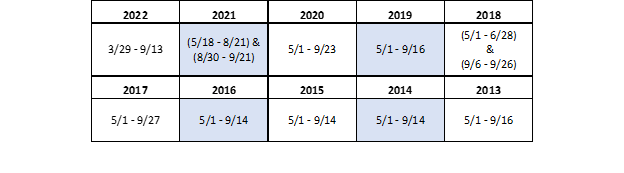 2022 2021 2020 2019 2018
3/29 - 9/13 (5/18 - 8/21) & 5/1 - 9/23 5/1 - 9/16 (5/1 - 6/28)
(8/30 - 9/21) &
(9/6 - 9/26)
2017 2016 2015 2014 2013
5/1 - 9/27 5/1 - 9/14 5/1 - 9/14 5/1 - 9/14 5/1 - 9/16